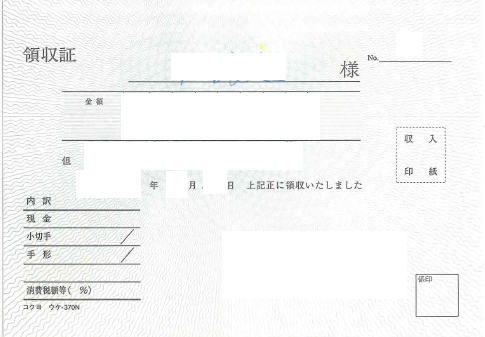 領収証
様
No.
金額
収入
印紙
但
年 月 日 上記正に領収いたしました
内訳
現金
小切手
手形
消費税額等( %)
係印
コクヨ ウケ-370N